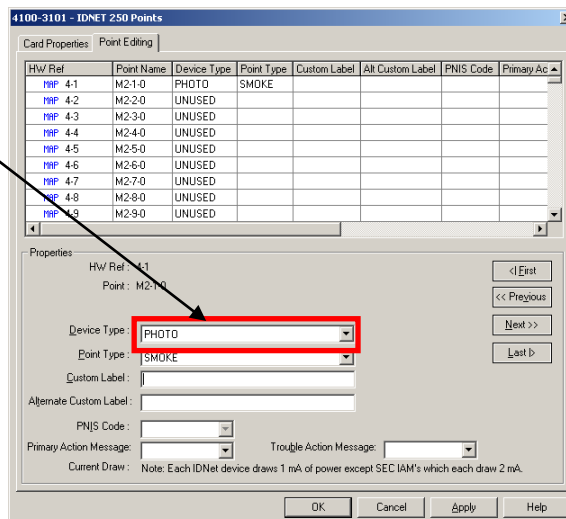 4100-3101 - IDNET 250 Points
Card Properties Point Editing
HW Ref Point Name Device Type Point Type Custom Label Alt Custom Label PNIS Code Primary Ac
MAP 4-1 M2-1-0 PHOTO SMOKE
MAP 4-2 M2-2-0 UNUSED
MAP 4-3 M2-3-0 UNUSED
MAP 4-4 M2-4-0 UNUSED
MAP 4-5 M2-5-0 UNUSED
MAP 4-6 M2-6-0 UNUSED
MAP 4-7 M2-7-0 UNUSED
MAP 4-8 M2-8-0 UNUSED
MAP 4-9 M2-9-0 UNUSED
Properties
HW Ref : 4-1
Point : M2-1-0
<| First
<< Previous
Next >>
Last |>
Device Type : PHOTO
Point Type : SMOKE
Custom Label :
Alternate Custom Label :
PNIS Code :
Primary Action Message: Trouble Action Message:
Current Draw : Note: Each IDNet device draws 1 mA of power except SEC IAM's which each draw 2 mA.
OK Cancel Apply Help